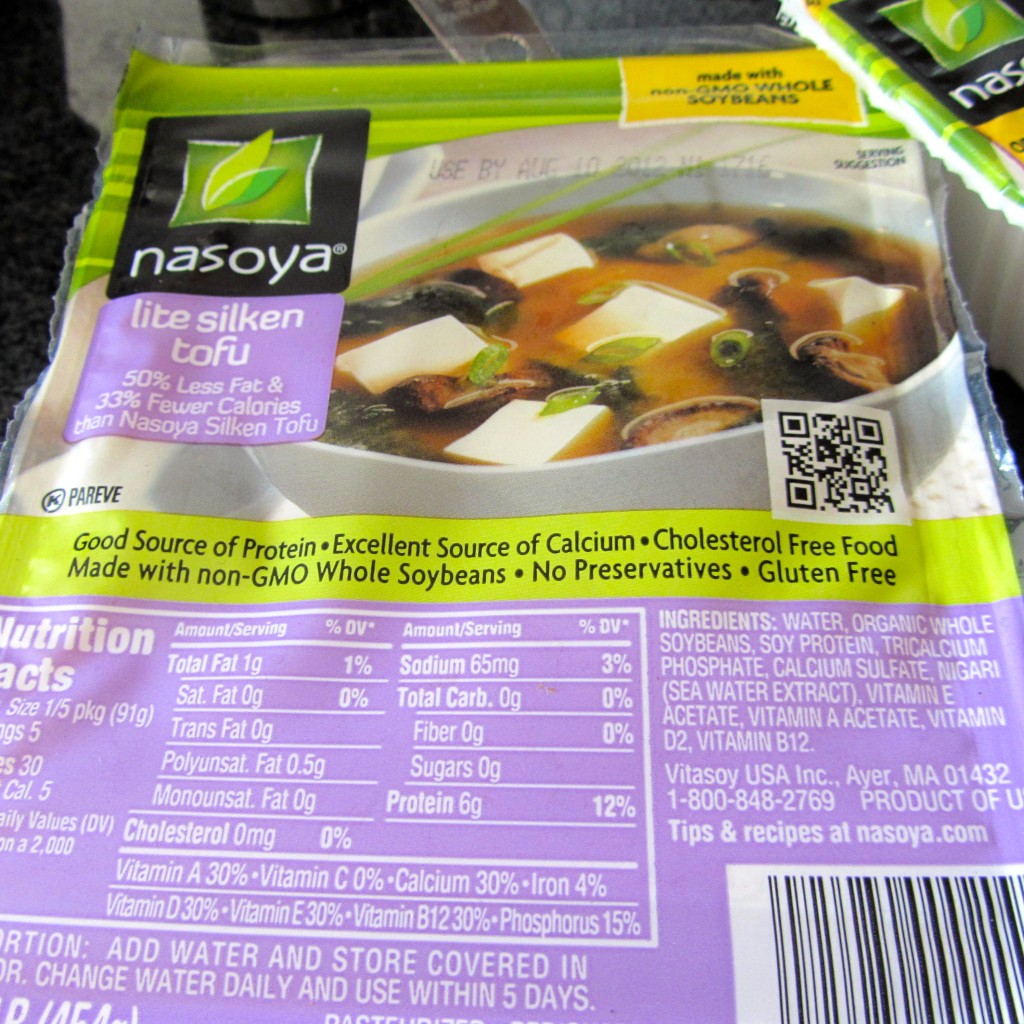 made with
non-GMO WHOLE
SOYBEANS
USE BY AUG 10 2012
SERVING
SUGGESTION
nasoya®
nas
lite silken
tofu
50% Less Fat &
33% Fewer Calories
than Nasoya Silken Tofu
K PAREVE
Good Source of Protein • Excellent Source of Calcium • Cholesterol Free Food
Made with non-GMO Whole Soybeans • No Preservatives • Gluten Free
Nutrition
acts
Size 1/5 pkg (91g)
ngs 5
es 30
Cal. 5
aily Values (DV)
on a 2,000
Amount/Serving % DV*
Total Fat 1g 1%
Sat. Fat 0g 0%
Trans Fat 0g
Polyunsat. Fat 0.5g
Monounsat. Fat 0g
Cholesterol 0mg 0%
Amount/Serving % DV*
Sodium 65mg 3%
Total Carb. 0g 0%
Fiber 0g 0%
Sugars 0g
Protein 6g 12%
Vitamin A 30% • Vitamin C 0% • Calcium 30% • Iron 4%
Vitamin D 30% • Vitamin E 30% • Vitamin B12 30% • Phosphorus 15%
INGREDIENTS: WATER, ORGANIC WHOLE
SOYBEANS, SOY PROTEIN, TRICALCIUM
PHOSPHATE, CALCIUM SULFATE, NIGARI
(SEA WATER EXTRACT), VITAMIN E
ACETATE, VITAMIN A ACETATE, VITAMIN
D2, VITAMIN B12.
Vitasoy USA Inc., Ayer, MA 01432
1-800-848-2769 PRODUCT OF U
Tips & recipes at nasoya.com
ORTION: ADD WATER AND STORE COVERED IN
OR. CHANGE WATER DAILY AND USE WITHIN 5 DAYS.
LB (454g)
PASTEURIZED